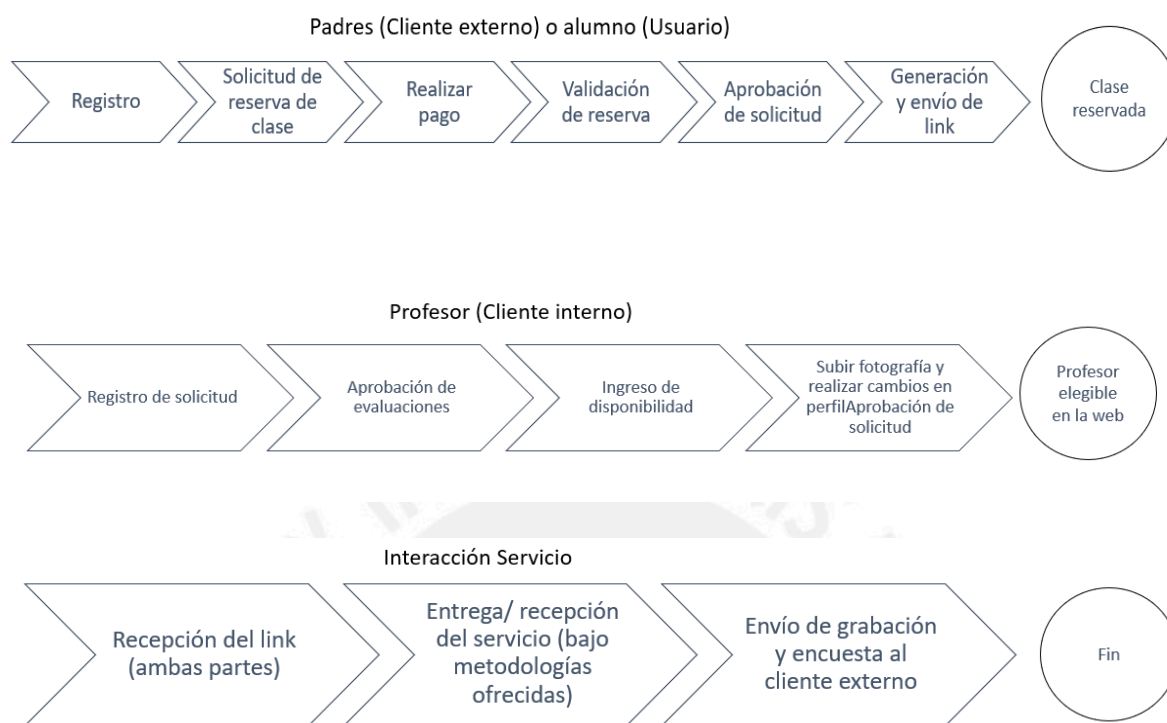 Padres (Cliente externo) o alumno (Usuario)
Registro
Solicitud de
reserva de
clase
Realizar
pago
Validación
de reserva
Aprobación
de solicitud
Generación
y envío de
link
Clase
reservada
Profesor (Cliente interno)
Registro de solicitud
Aprobación de
evaluaciones
Ingreso de
disponibilidad
Subir fotografía y
realizar cambios en
perfilAprobación de
solicitud
Profesor
elegible
en la web
Interacción Servicio
Recepción del link
(ambas partes)
Entrega/ recepción
del servicio (bajo
metodologías
ofrecidas)
Envío de grabación
y encuesta al
cliente externo
Fin